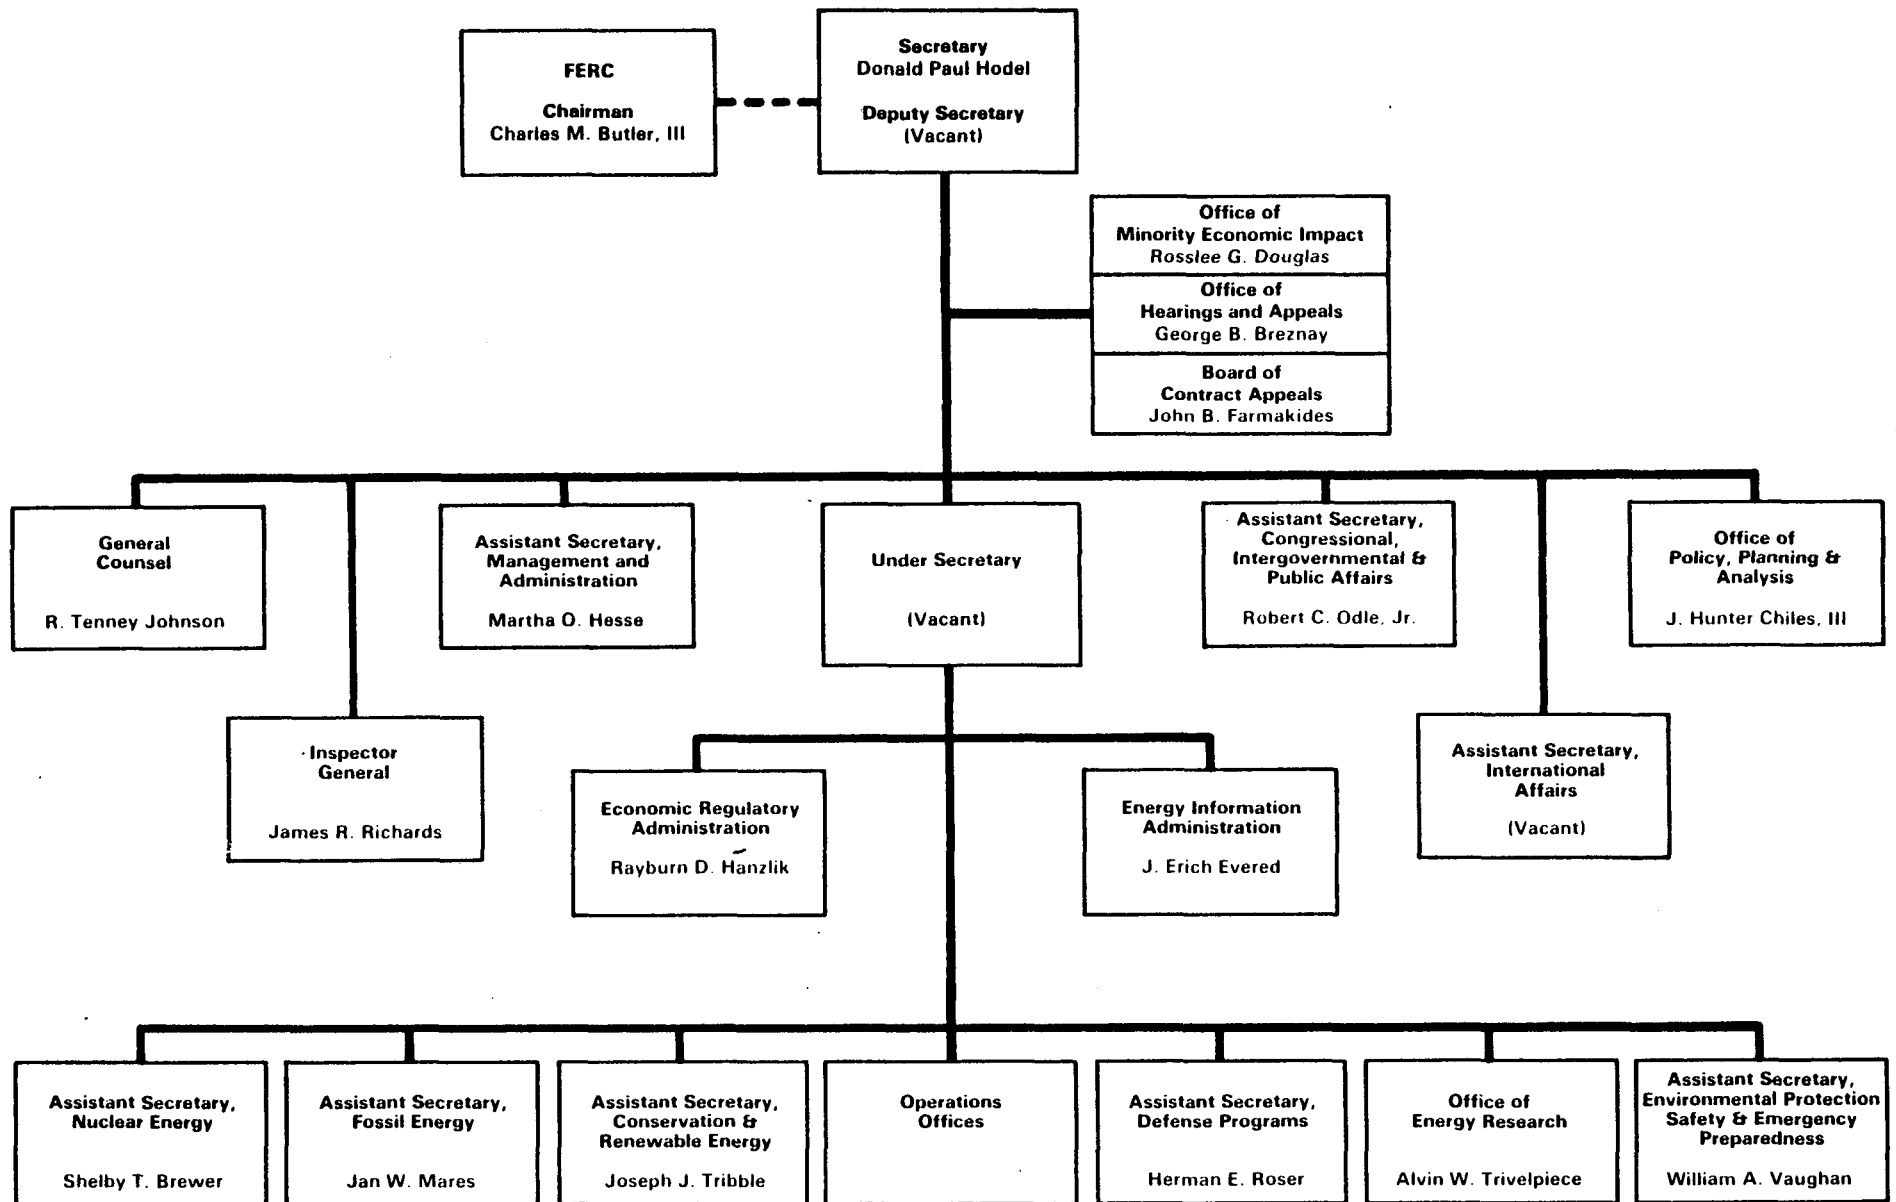 FERC
Chairman
Charles M. Butler, III
Secretary
Donald Paul Hodel
Deputy Secretary
(Vacant)
Office of
Minority Economic Impact
Rosslee G. Douglas
Office of
Hearings and Appeals
George B. Breznay
Board of
Contract Appeals
John B. Farmakides
General
Counsel
R. Tenney Johnson
Assistant Secretary,
Management and
Administration
Martha O. Hesse
Under Secretary
(Vacant)
Assistant Secretary,
Congressional,
Intergovernmental &
Public Affairs
Robert C. Odle, Jr.
Office of
Policy, Planning &
Analysis
J. Hunter Chiles, III
Inspector
General
James R. Richards
Economic Regulatory
Administration
Rayburn D. Hanzlik
Energy Information
Administration
J. Erich Evered
Assistant Secretary,
International
Affairs
(Vacant)
Assistant Secretary,
Nuclear Energy
Shelby T. Brewer
Assistant Secretary,
Fossil Energy
Jan W. Mares
Assistant Secretary,
Conservation &
Renewable Energy
Joseph J. Tribble
Operations
Offices
Assistant Secretary,
Defense Programs
Herman E. Roser
Office of
Energy Research
Alvin W. Trivelpiece
Assistant Secretary,
Environmental Protection
Safety & Emergency
Preparedness
William A. Vaughan